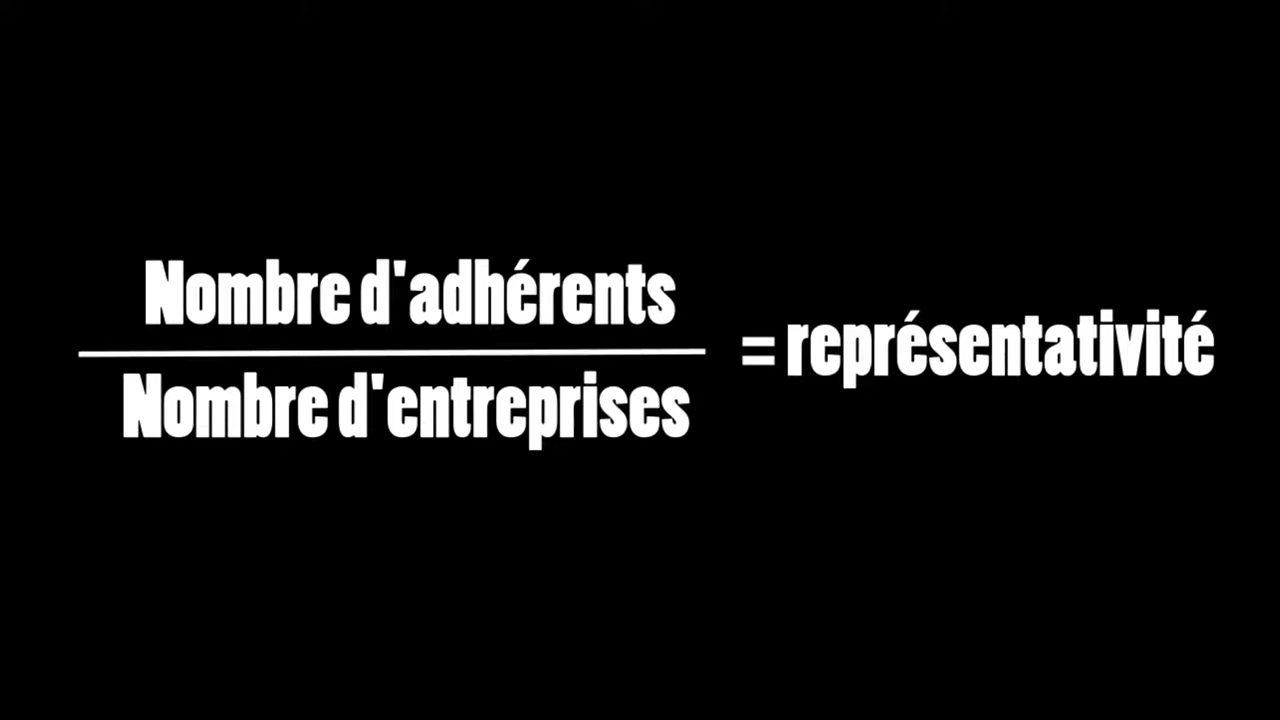 Nombre d'adhérents
Nombre d'entreprises
= représentativité